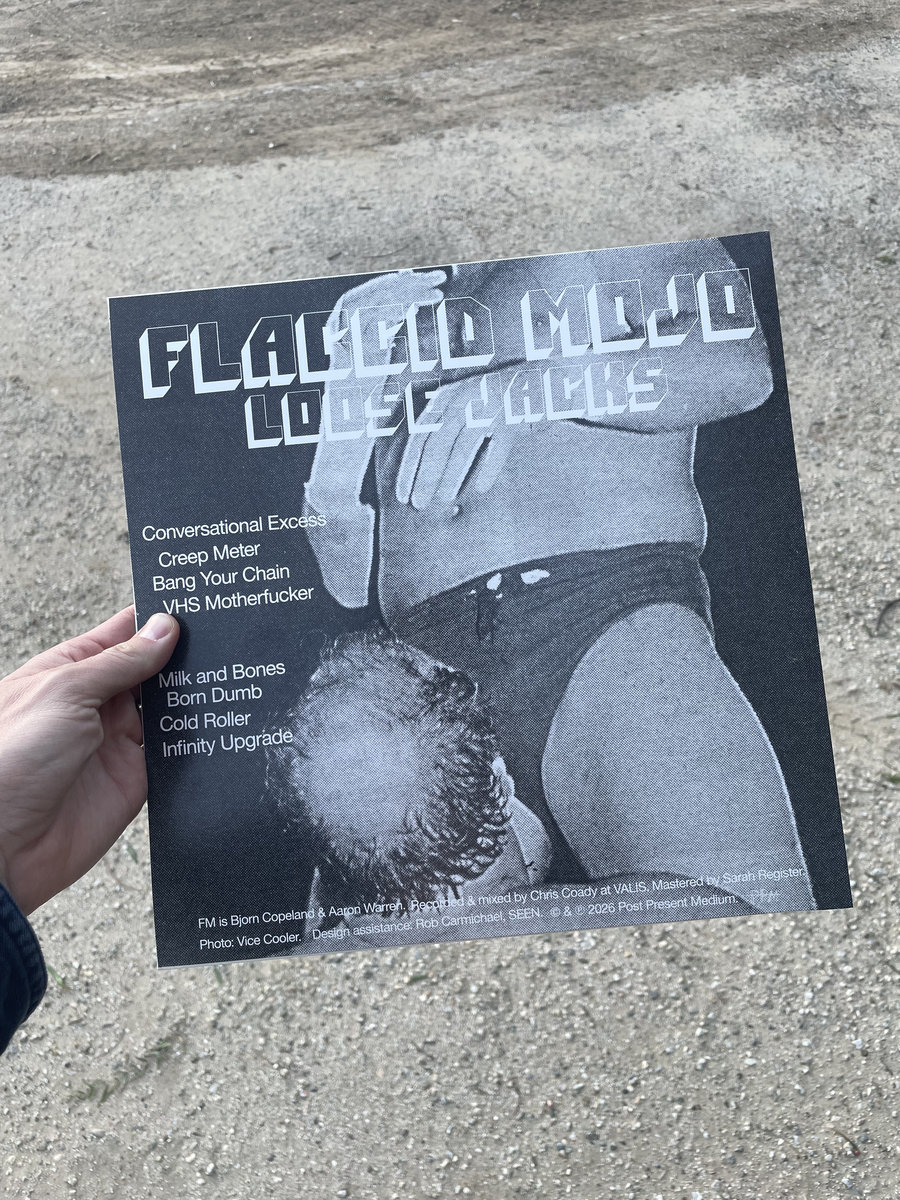 FLACCID MOJO
LOOSE JACKS
Conversational Excess
Creep Meter
Bang Your Chain
VHS Motherfucker
Milk and Bones
Born Dumb
Cold Roller
Infinity Upgrade
FM is Bjorn Copeland & Aaron Warren. Recorded & mixed by Chris Coady at VALIS. Mastered by Sarah Register.
Photo: Vice Cooler. Design assistance: Rob Carmichael, SEEN. © & ℗ 2026 Post Present Medium.